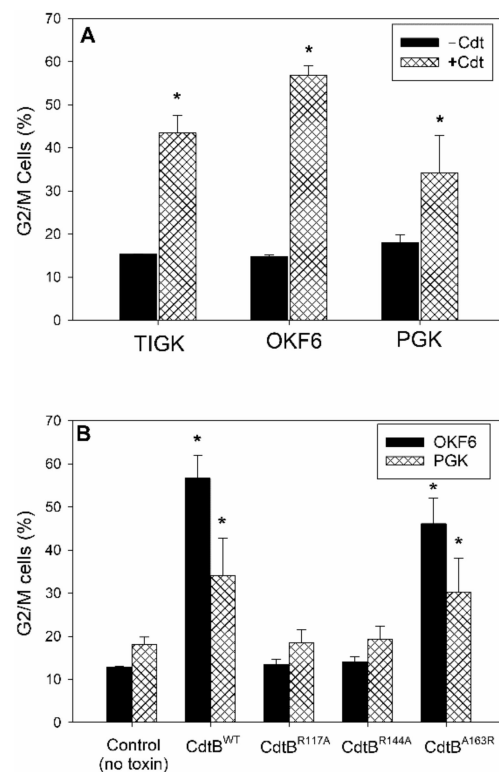 A
−Cdt
+Cdt
G2/M Cells (%)
70
60
50
40
30
20
10
0
*
*
*
TIGK
OKF6
PGK
B
OKF6
PGK
G2/M cells (%)
70
60
50
40
30
20
10
0
*
*
*
*
Control
(no toxin)
CdtB^WT
CdtB^R117A
CdtB^R144A
CdtB^A163R